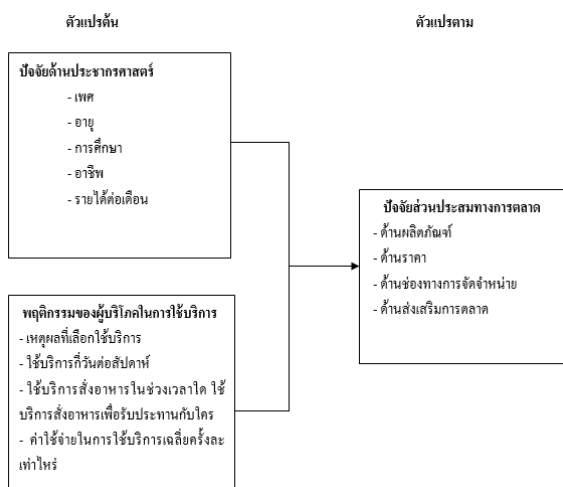 ตัวแปรต้น
ตัวแปรตาม
ปัจจัยด้านประชากรศาสตร์
- เพศ
- อายุ
- การศึกษา
- อาชีพ
- รายได้ต่อเดือน
พฤติกรรมของผู้บริโภคในการใช้บริการ
- เหตุผลที่เลือกใช้บริการ
- ใช้บริการกี่วันต่อสัปดาห์
- ใช้บริการสั่งอาหารในช่วงเวลาใด ใช้
บริการสั่งอาหารเพื่อรับประทานกับใคร
- ค่าใช้จ่ายในการใช้บริการเฉลี่ยครั้งละ
เท่าไหร่
ปัจจัยส่วนประสมทางการตลาด
- ด้านผลิตภัณฑ์
- ด้านราคา
- ด้านช่องทางการจัดจำหน่าย
- ด้านส่งเสริมการตลาด